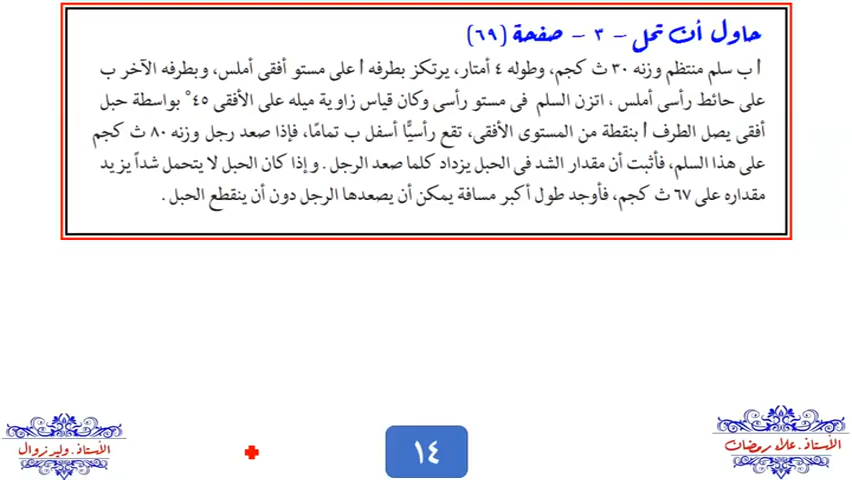 حاول أن تحل - ٣ - صفحة (٦٩)
أ ب سلم منتظم وزنه ٣٠ ث كجم، وطوله ٤ أمتار، يرتكز بطرفه أ على مستو أفقى أملس، وبطرفه الآخر ب
على حائط رأسى أملس ، اتزن السلم فى مستو رأسى وكان قياس زاوية ميله على الأفقى ٤٥° بواسطة حبل
أفقى يصل الطرف أ بنقطة من المستوى الأفقى، تقع رأسيًّا أسفل ب تمامًا، فإذا صعد رجل وزنه ٨٠ ث كجم
على هذا السلم، فأثبت أن مقدار الشد فى الحبل يزداد كلما صعد الرجل . وإذا كان الحبل لا يتحمل شداً يزيد
مقداره على ٦٧ ث كجم، فأوجد طول أكبر مسافة يمكن أن يصعدها الرجل دون أن ينقطع الحبل .
الأستاذ. علاء رمضان
١٤
الأستاذ. وليد زوال